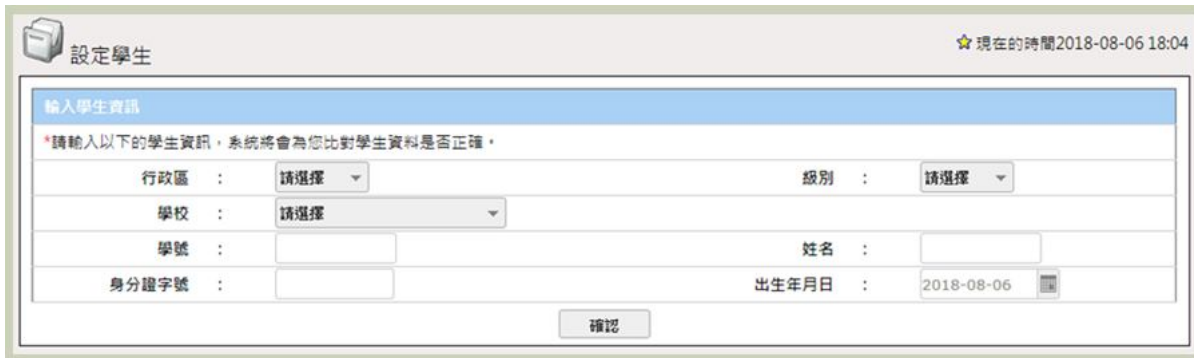 設定學生
現在的時間2018-08-06 18:04
輸入學生資訊
*請輸入以下的學生資訊，系統將會為您比對學生資料是否正確。
行政區 : 請選擇 級別 : 請選擇
學校 : 請選擇
學號 : 姓名 :
身分證字號 : 出生年月日 : 2018-08-06
確認